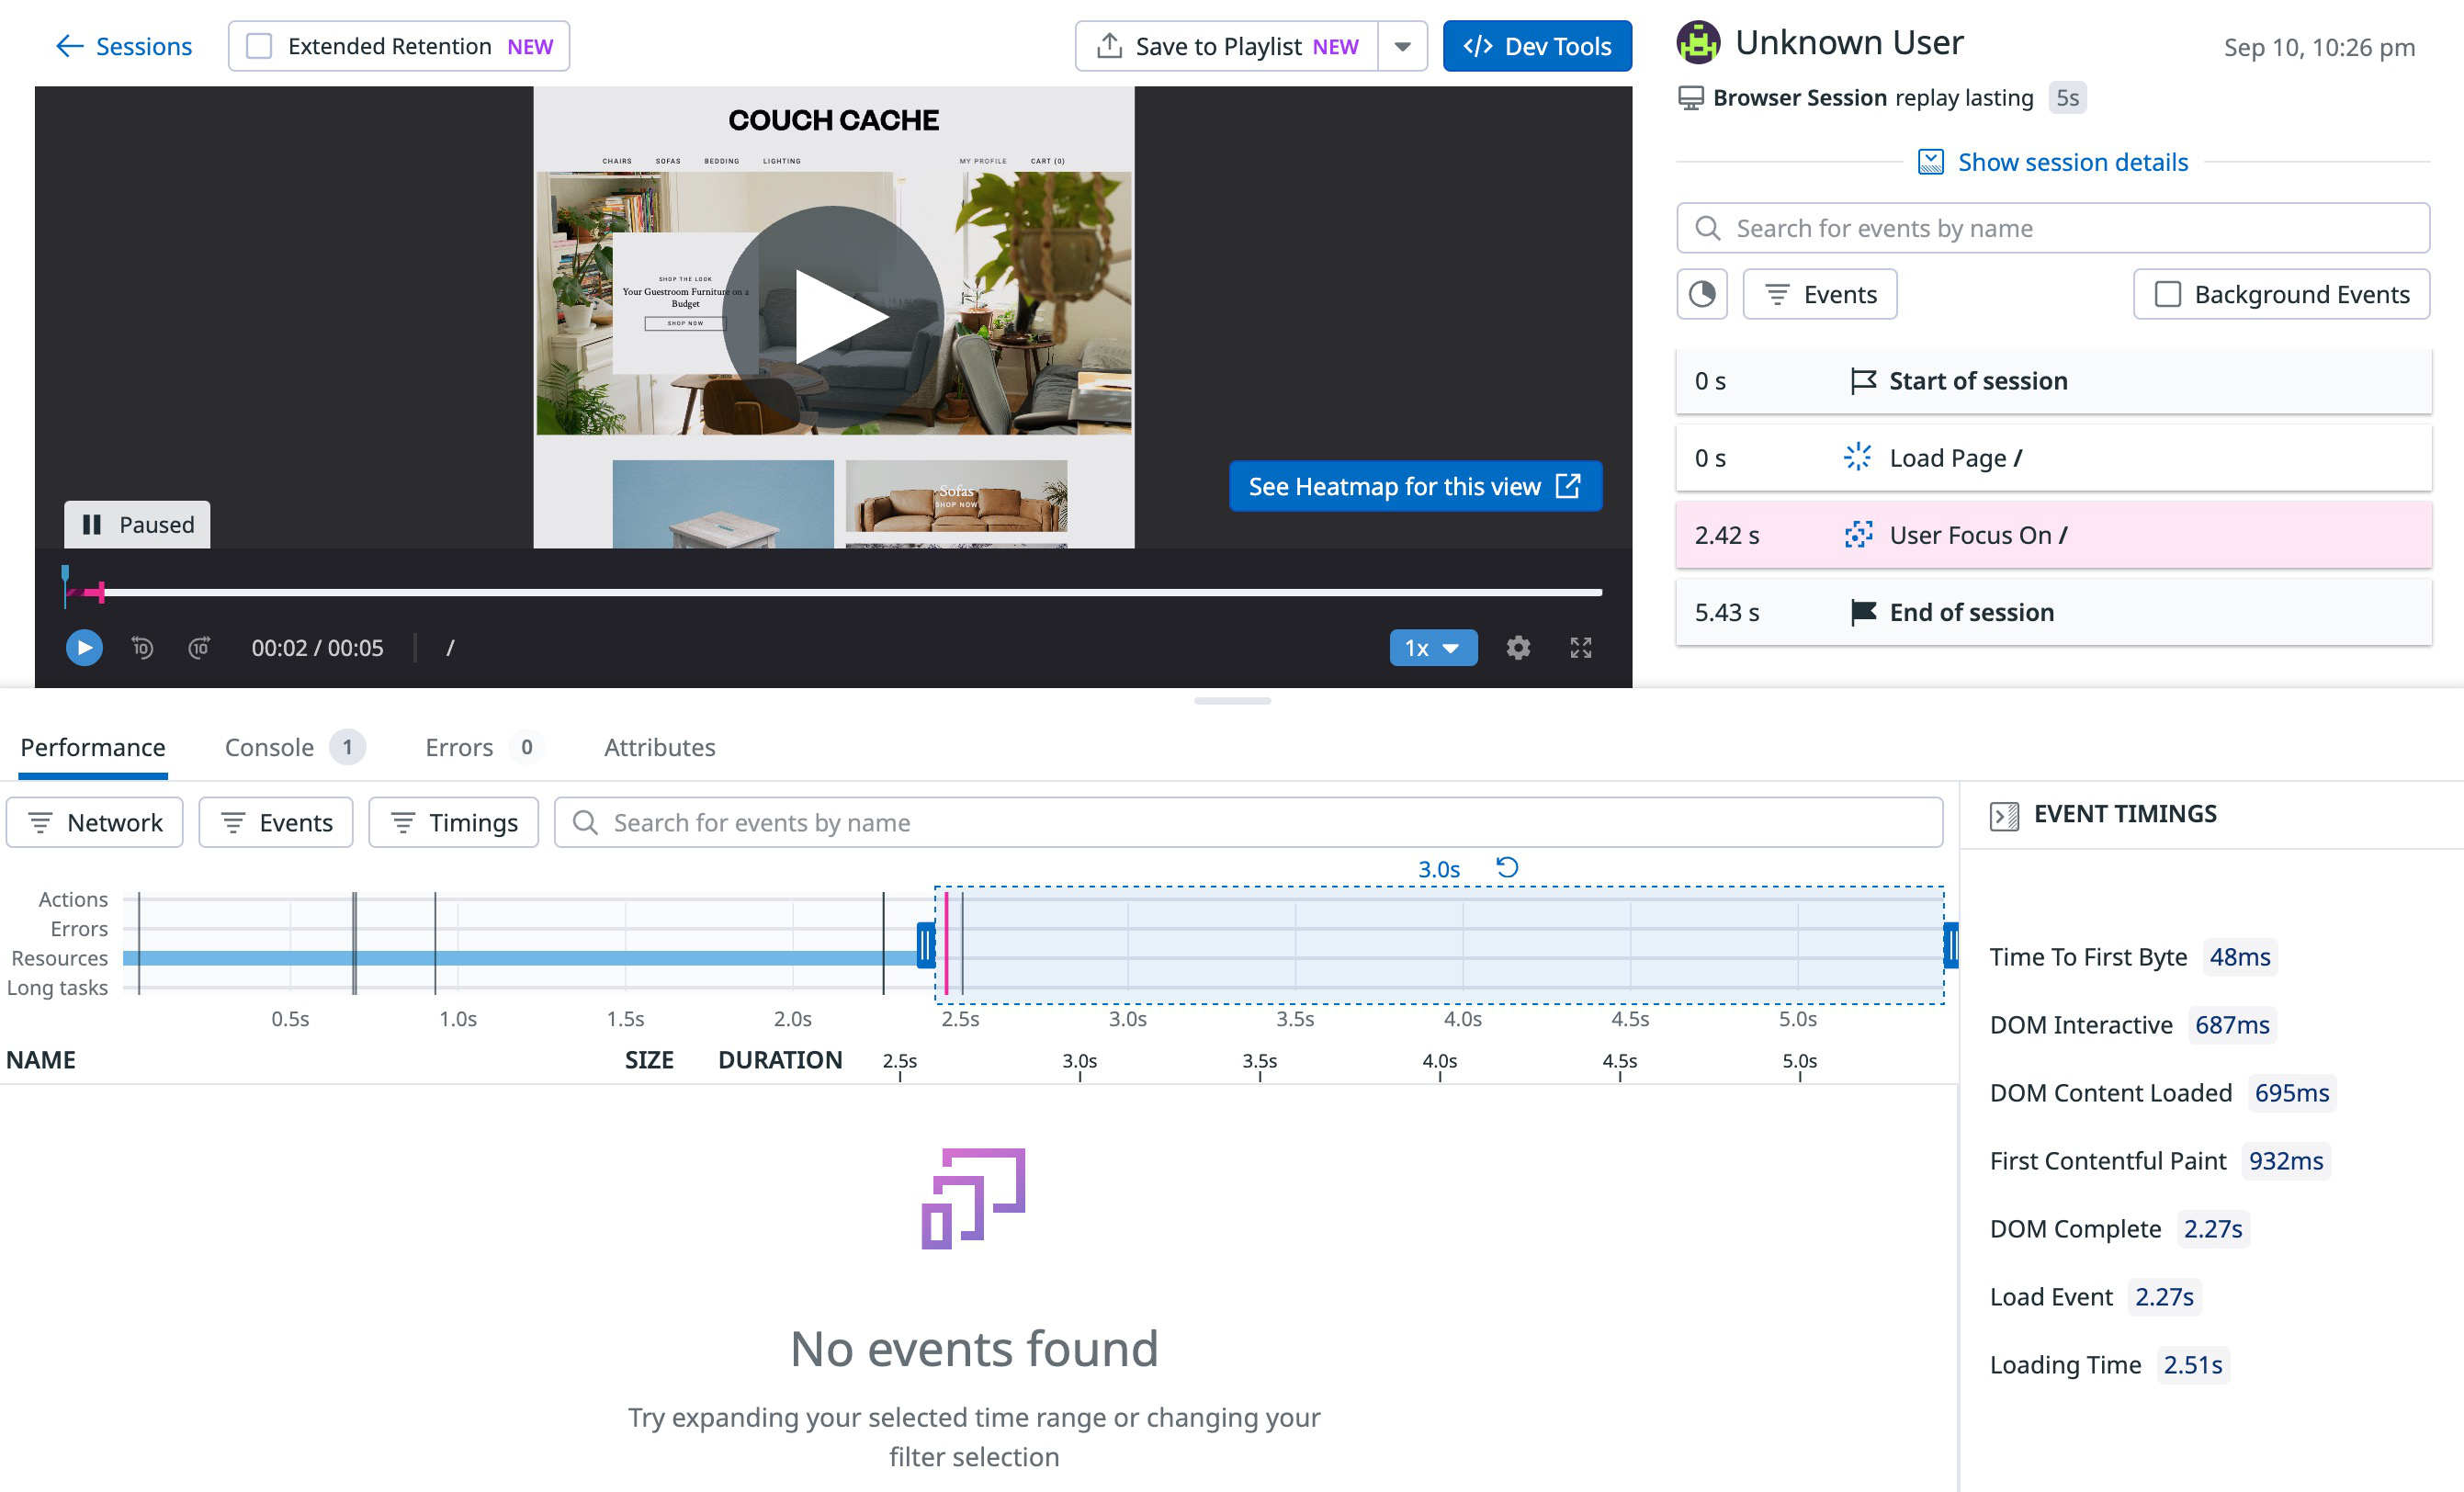 Sessions
Extended Retention NEW
Save to Playlist NEW
</> Dev Tools
Unknown User
Sep 10, 10:26 pm
Browser Session replay lasting 5s
Show session details
Search for events by name
Events
Background Events
0 s Start of session
0 s Load Page /
2.42 s User Focus On /
5.43 s End of session
COUCH CACHE
CHAIRS SOFAS BEDDING LIGHTING MY PROFILE CART (0)
SHOP THE LOOK
Your Guestroom Furniture on a
Budget
SHOP NOW
Sofas
SHOP NOW
See Heatmap for this view
Paused
10 10 00:02 / 00:05 / 1x
Performance Console 1 Errors 0 Attributes
Network Events Timings Search for events by name
3.0s
Actions
Errors
Resources
Long tasks
0.5s 1.0s 1.5s 2.0s 2.5s 3.0s 3.5s 4.0s 4.5s 5.0s
NAME SIZE DURATION 2.5s 3.0s 3.5s 4.0s 4.5s 5.0s
No events found
Try expanding your selected time range or changing your
filter selection
EVENT TIMINGS
Time To First Byte 48ms
DOM Interactive 687ms
DOM Content Loaded 695ms
First Contentful Paint 932ms
DOM Complete 2.27s
Load Event 2.27s
Loading Time 2.51s